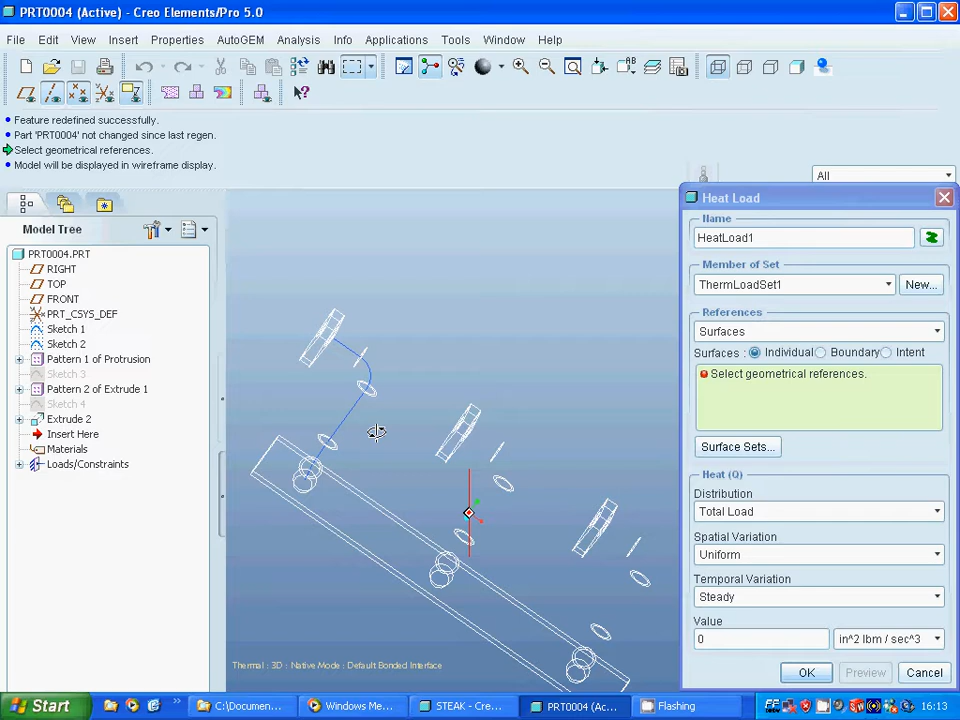 PRT0004 (Active) - Creo Elements/Pro 5.0
File Edit View Insert Properties AutoGEM Analysis Info Applications Tools Window Help
Feature redefined successfully.
Part 'PRT0004' not changed since last regen.
Select geometrical references.
Model will be displayed in wireframe display.
All
Model Tree
PRT0004.PRT
RIGHT
TOP
FRONT
PRT_CSYS_DEF
Sketch 1
Sketch 2
Pattern 1 of Protrusion
Sketch 3
Pattern 2 of Extrude 1
Sketch 4
Extrude 2
Insert Here
Materials
Loads/Constraints
Thermal : 3D : Native Mode : Default Bonded Interface
Heat Load
Name
HeatLoad1
Member of Set
ThermLoadSet1 New...
References
Surfaces
Surfaces: Individual Boundary Intent
Select geometrical references.
Surface Sets...
Heat (Q)
Distribution
Total Load
Spatial Variation
Uniform
Temporal Variation
Steady
Value
0 in^2 lbm / sec^3
OK Preview Cancel
Start C:\Documen... Windows Me... STEAK - Cre... PRT0004 (Ac... Flashing 16:13